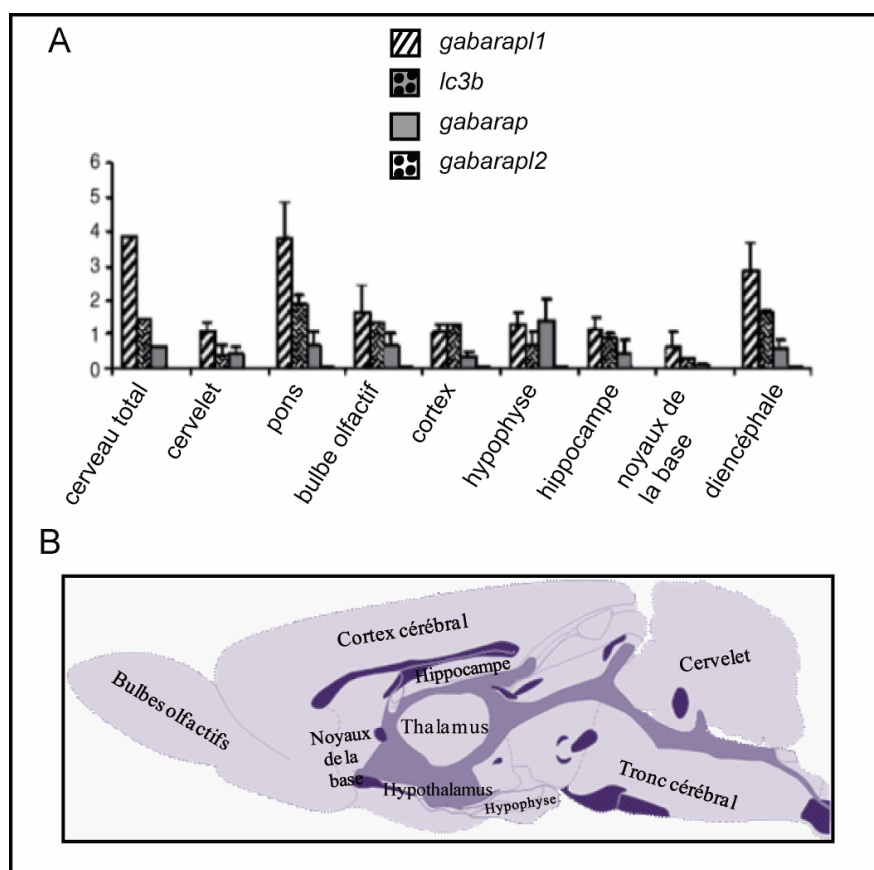 A
gabarapl1
lc3b
gabarap
gabarapl2
6
5
4
3
2
1
0
cerveau total
cervelet
pons
bulbe olfactif
cortex
hypophyse
hippocampe
noyaux de
la base
diencéphale
B
Cortex cérébral
Hippocampe
Cervelet
Bulbes olfactifs
Thalamus
Noyaux
de la
base
Hypothalamus
Hypophyse
Tronc cérébral